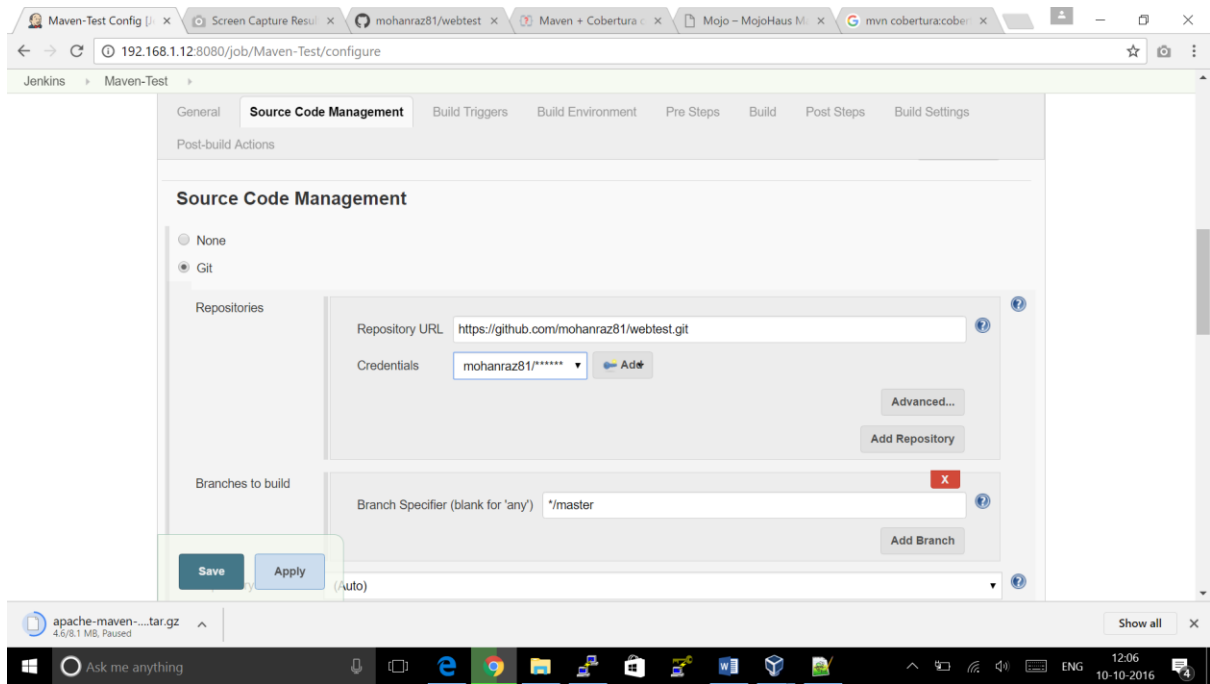 Maven-Test Config [J
Screen Capture Resul
mohanraz81/webtest
Maven + Cobertura c
Mojo – MojoHaus M
mvn cobertura:cober
192.168.1.12:8080/job/Maven-Test/configure
Jenkins Maven-Test
General Source Code Management Build Triggers Build Environment Pre Steps Build Post Steps Build Settings
Post-build Actions
Source Code Management
None
Git
Repositories
Repository URL https://github.com/mohanraz81/webtest.git
Credentials mohanraz81/****** Add
Advanced...
Add Repository
Branches to build
X
Branch Specifier (blank for 'any') */master
Add Branch
Save Apply
(Auto)
apache-maven-....tar.gz
4.6/8.1 MB, Paused
Show all
Ask me anything
ENG
12:06
10-10-2016
4